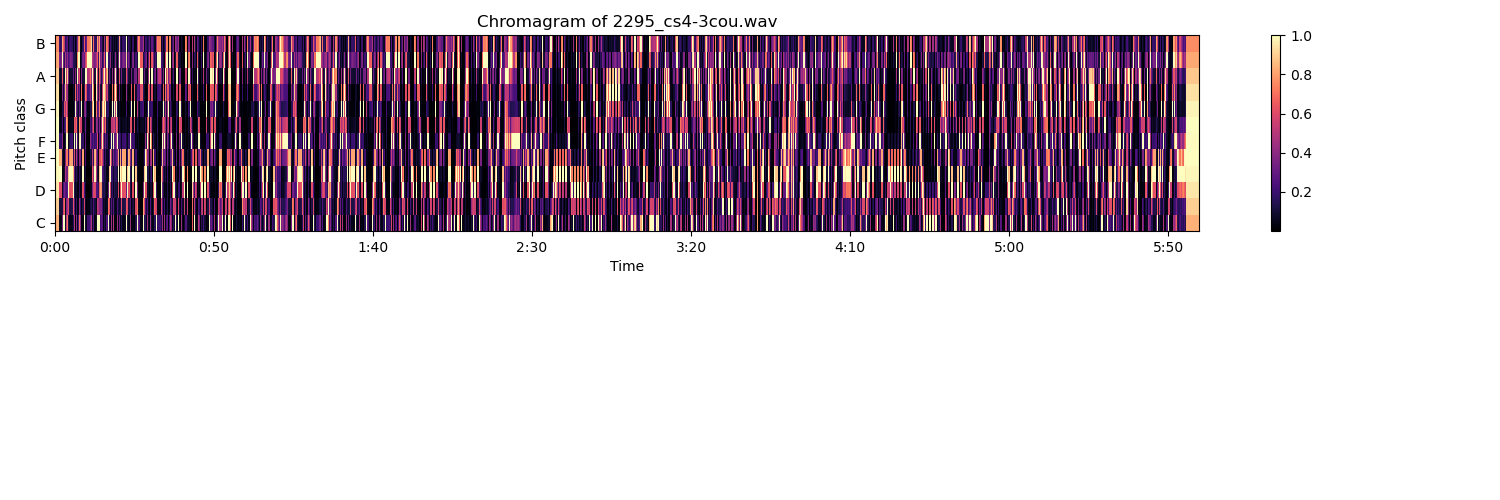 Chromagram of 2295_cs4-3cou.wav
B
A
G
F
E
D
C
Pitch class
0:00 0:50 1:40 2:30 3:20 4:10 5:00 5:50
Time
1.0
0.8
0.6
0.4
0.2